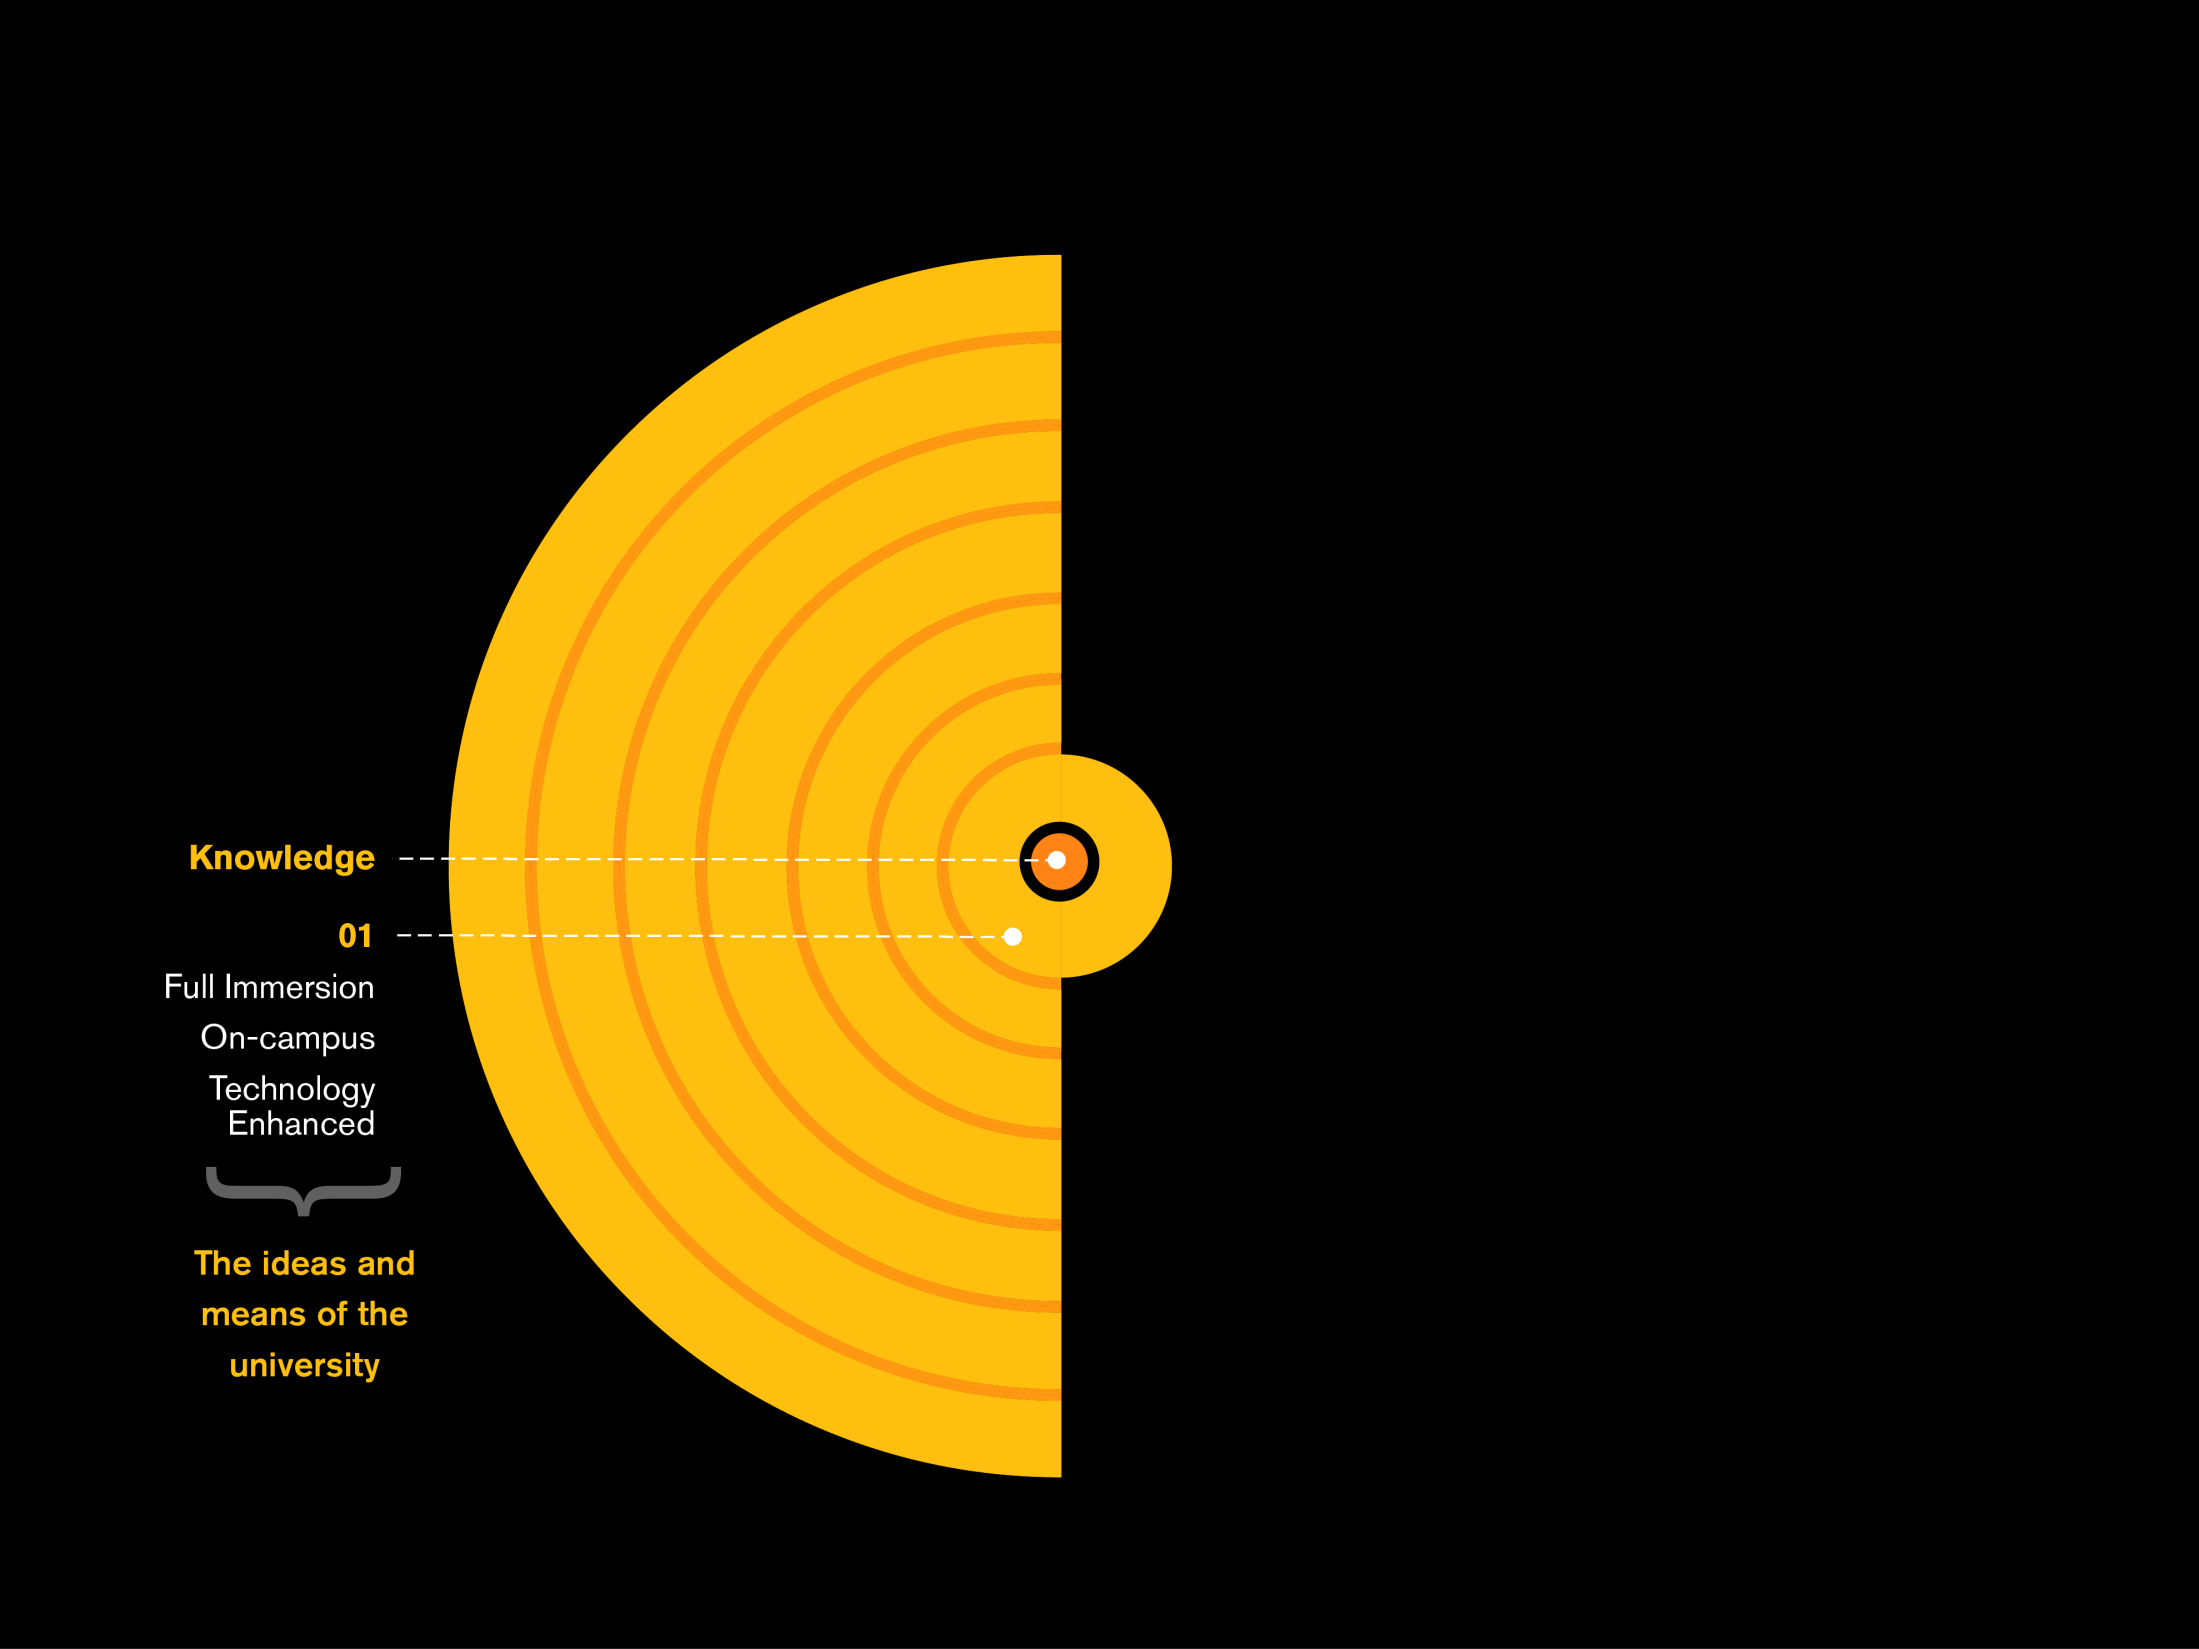 Knowledge
01
Full Immersion
On-campus
Technology
Enhanced
The ideas and
means of the
university